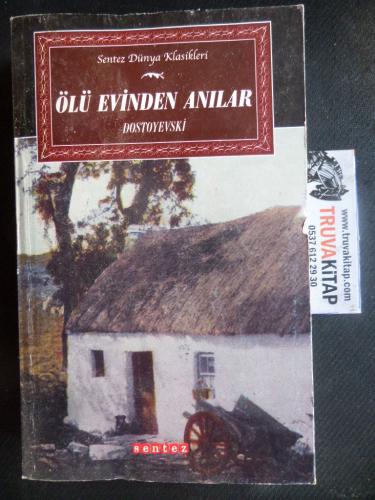 Sentez Dünya Klasikleri
ÖLÜ EVİNDEN ANILAR
DOSTOYEVSKİ
sentez
www.truvakitap.com
TRUVAKİTAP
0537 612 29 30